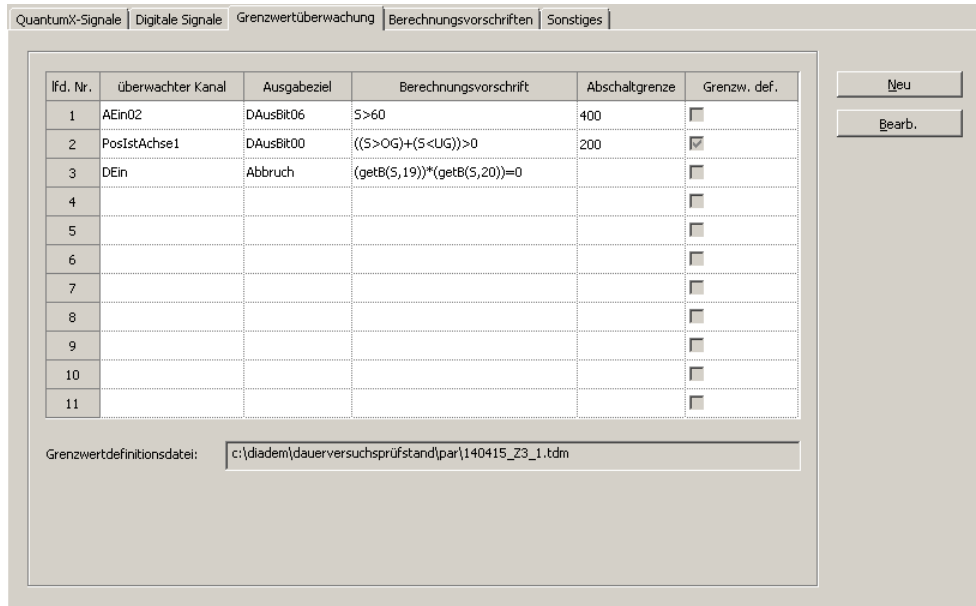 QuantumX-Signale Digitale Signale Grenzwertüberwachung Berechnungsvorschriften Sonstiges
lfd. Nr. überwachter Kanal Ausgabeziel Berechnungsvorschrift Abschaltgrenze Grenzw. def.
1 AEin02 DAusBit06 S>60 400
2 PosIstAchse1 DAusBit00 ((S>OG)+(S<UG))>0 200
3 DEin Abbruch (getB(S,19))*(getB(S,20))=0
4
5
6
7
8
9
10
11
Neu
Bearb.
Grenzwertdefinitionsdatei: c:\diadem\dauerversuchsprüfstand\par\140415_Z3_1.tdm